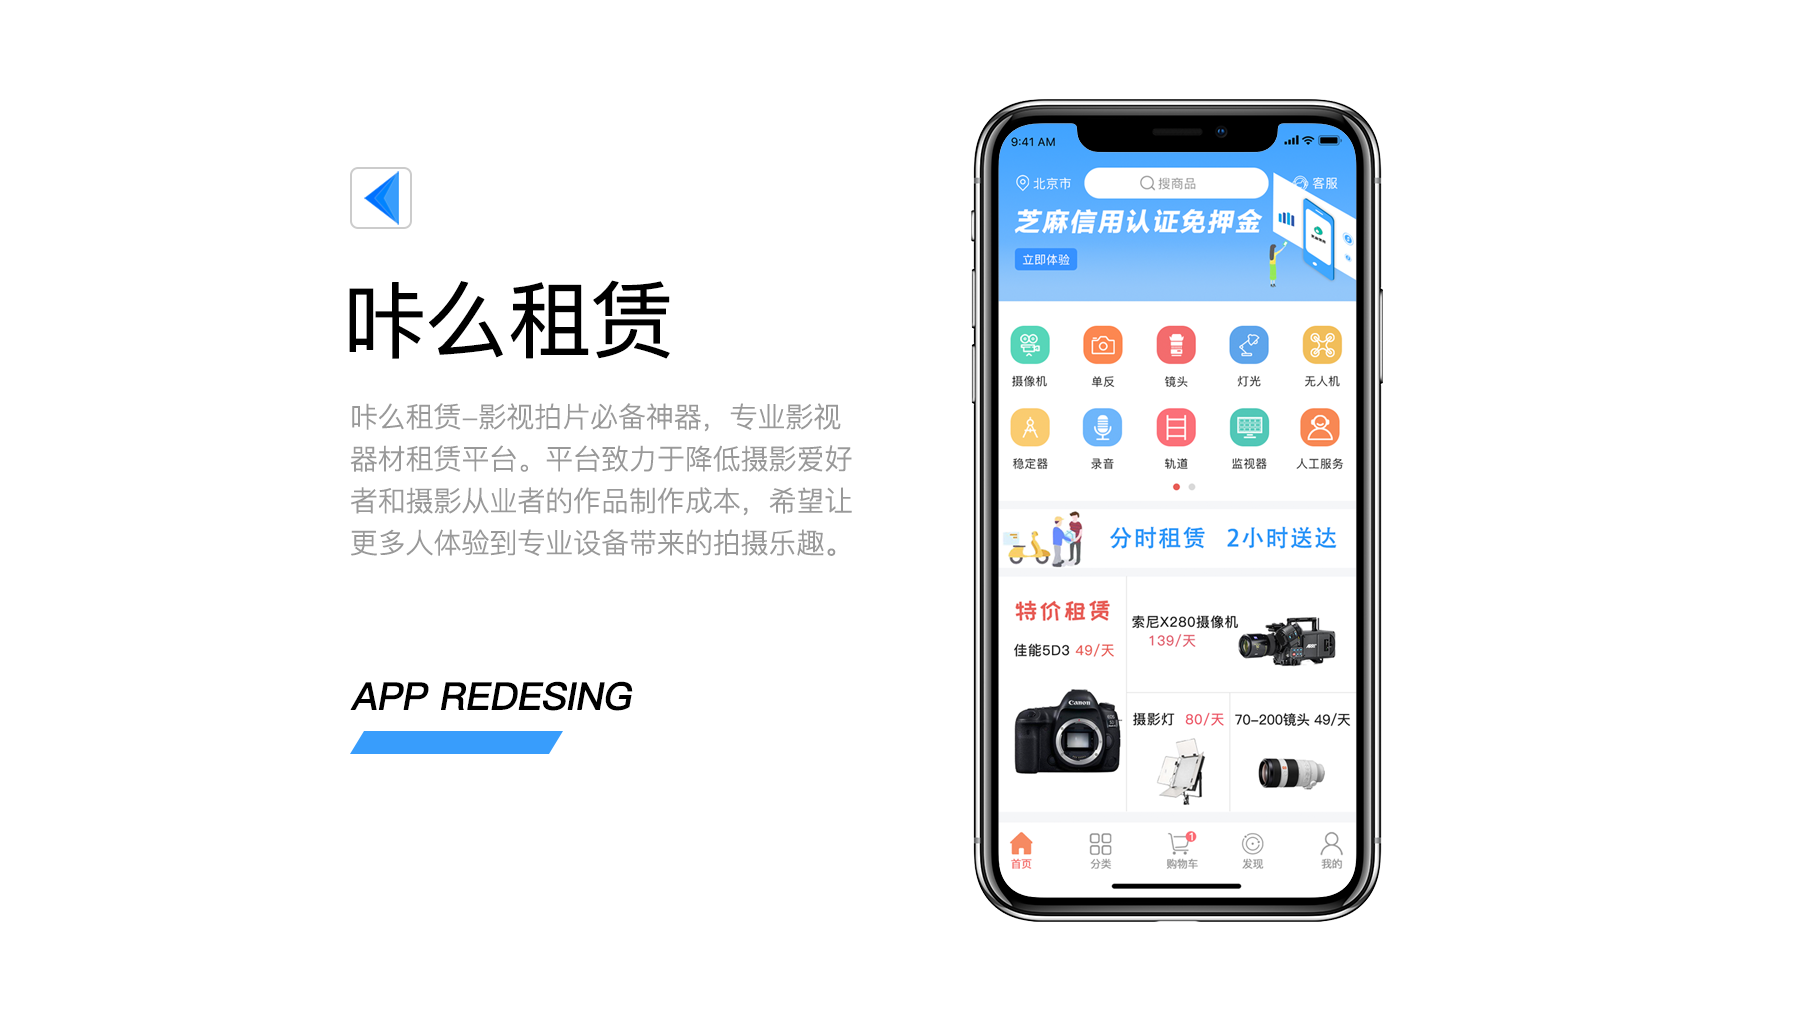 咔么租赁
咔么租赁-影视拍片必备神器，专业影视
器材租赁平台。平台致力于降低摄影爱好
者和摄影从业者的作品制作成本，希望让
更多人体验到专业设备带来的拍摄乐趣。
APP REDESING
9:41 AM
北京市 搜商品 客服
芝麻信用认证免押金
立即体验
摄像机 单反 镜头 灯光 无人机
稳定器 录音 轨道 监视器 人工服务
分时租赁 2小时送达
特价租赁
佳能5D3 49/天
索尼X280摄像机
139/天
Canon
摄影灯 80/天
70-200镜头 49/天
1
首页 分类 购物车 发现 我的